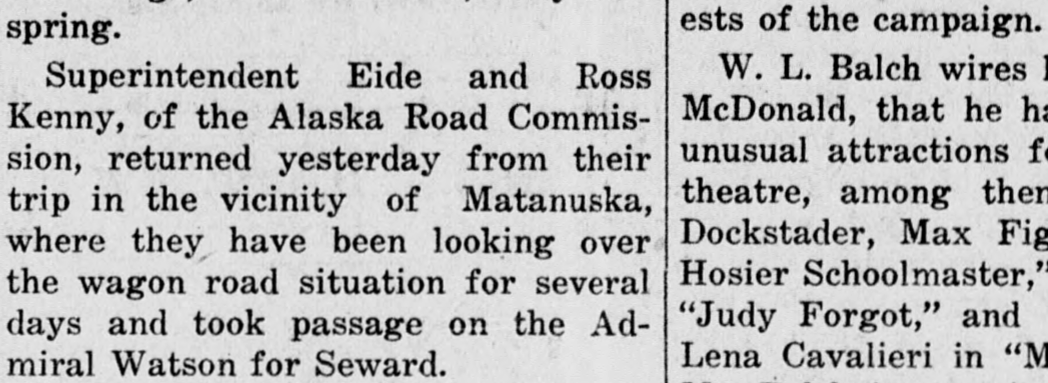 spring.
Superintendent Eide and Ross
Kenny, of the Alaska Road Commis-
sion, returned yesterday from their
trip in the vicinity of Matanuska,
where they have been looking over
the wagon road situation for several
days and took passage on the Ad-
miral Watson for Seward.
ests of the campaign.
W. L. Balch wires
McDonald, that he
unusual attractions
theatre, among
Dockstader, Max
Hosier Schoolmaster,"
"Judy Forgot," and
Lena Cavalieri in